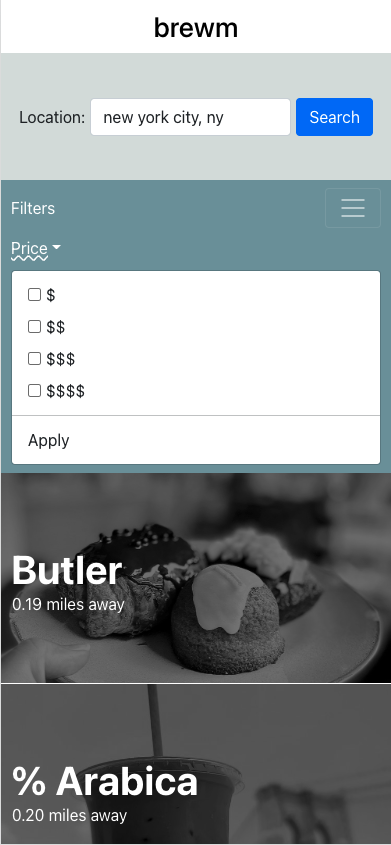 brewm
Location: new york city, ny Search
Filters
Price
$
$$
$$$
$$$$
Apply
Butler
0.19 miles away
% Arabica
0.20 miles away